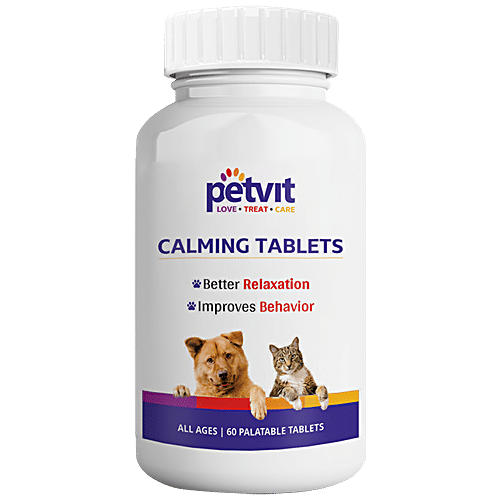 petvit
LOVE • TREAT • CARE
CALMING TABLETS
Better Relaxation
Improves Behavior
ALL AGES | 60 PALATABLE TABLETS